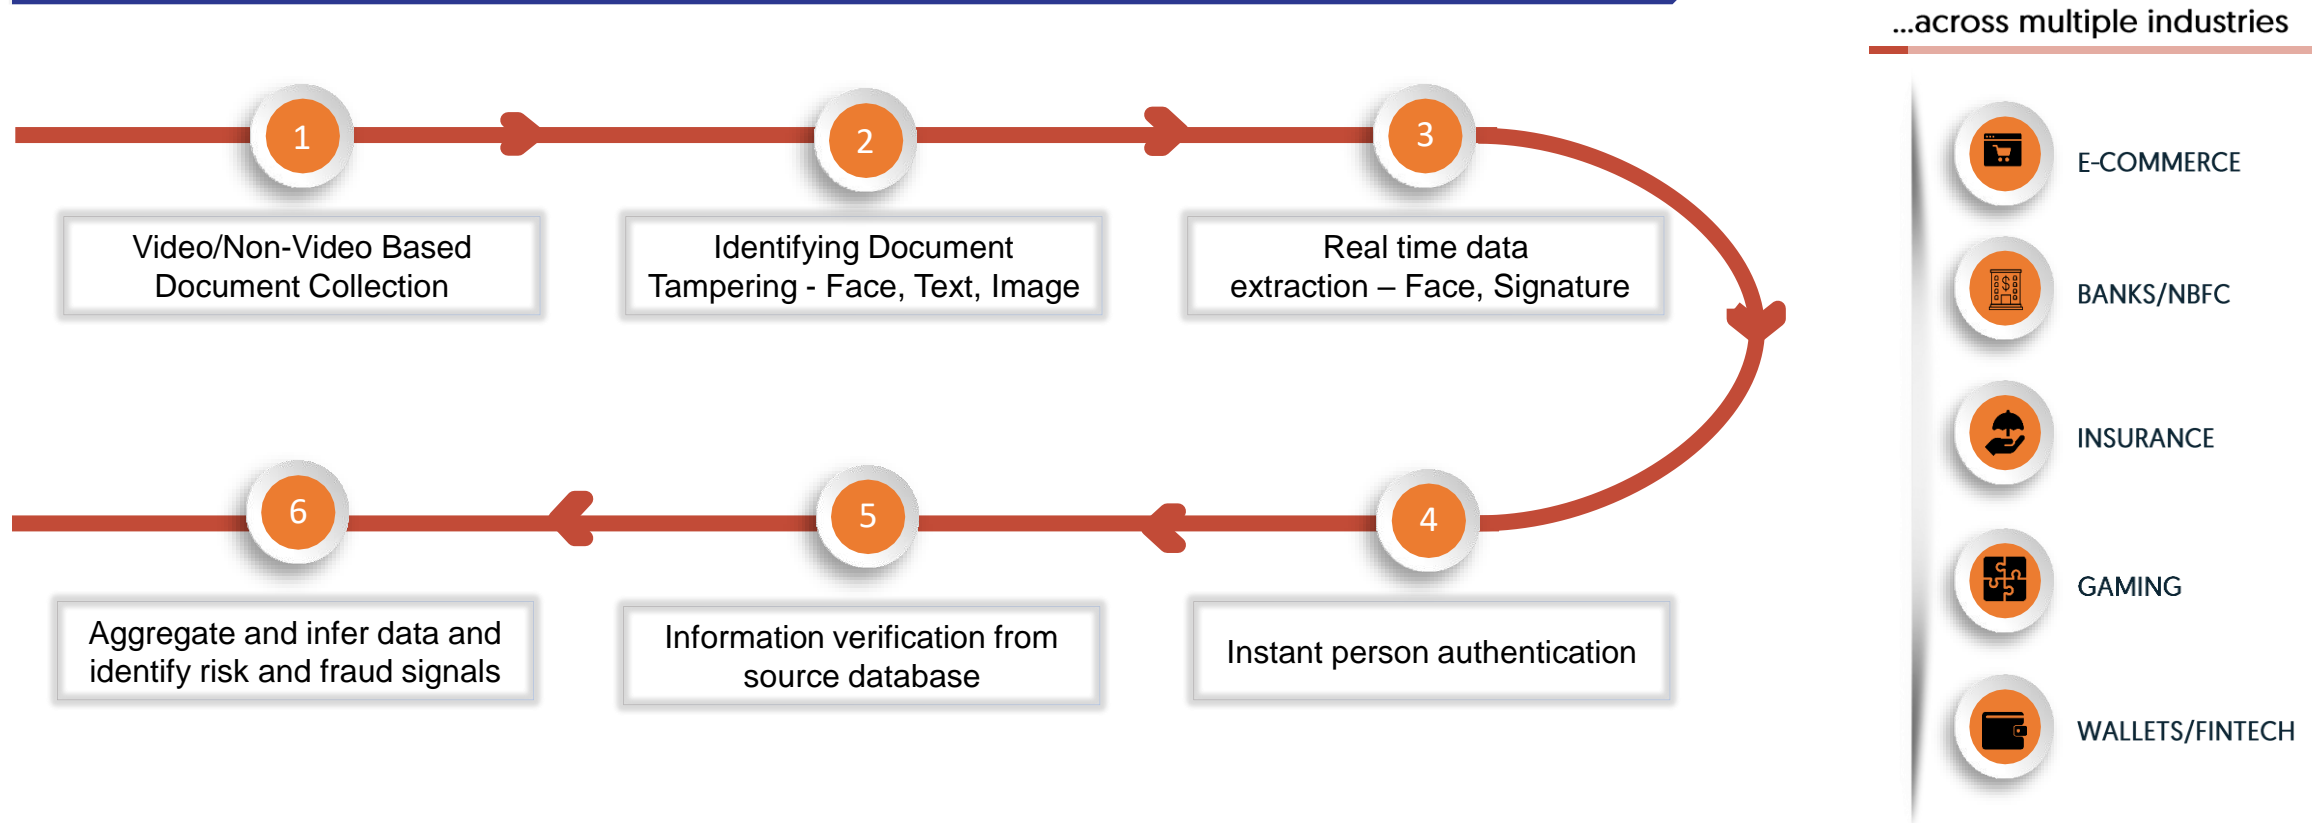 ...across multiple industries
1
2
3
Video/Non-Video Based
Document Collection
Identifying Document
Tampering - Face, Text, Image
Real time data
extraction – Face, Signature
6
5
4
Aggregate and infer data and
identify risk and fraud signals
Information verification from
source database
Instant person authentication
E-COMMERCE
BANKS/NBFC
INSURANCE
GAMING
WALLETS/FINTECH